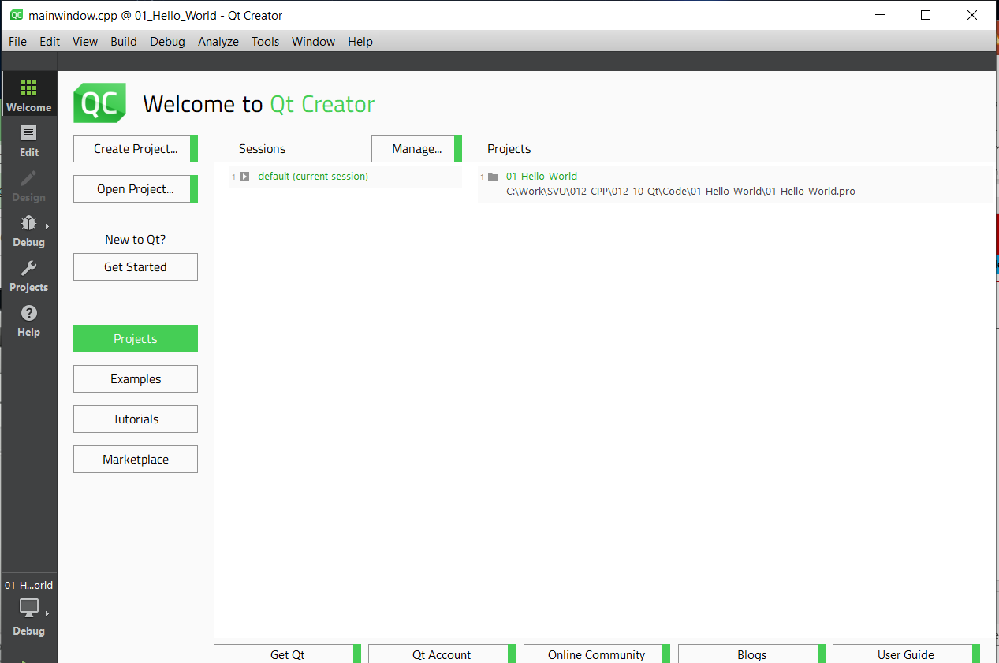 mainwindow.cpp @ 01_Hello_World - Qt Creator
File Edit View Build Debug Analyze Tools Window Help
Welcome
Edit
Design
Debug
Projects
Help
01_H...orld
Debug
QC Welcome to Qt Creator
Create Project...
Open Project...
New to Qt?
Get Started
Projects
Examples
Tutorials
Marketplace
Sessions Manage...
1 default (current session)
Projects
1 01_Hello_World
C:\Work\SVU\012_CPP\012_10_Qt\Code\01_Hello_World\01_Hello_World.pro
Get Qt Qt Account Online Community Blogs User Guide